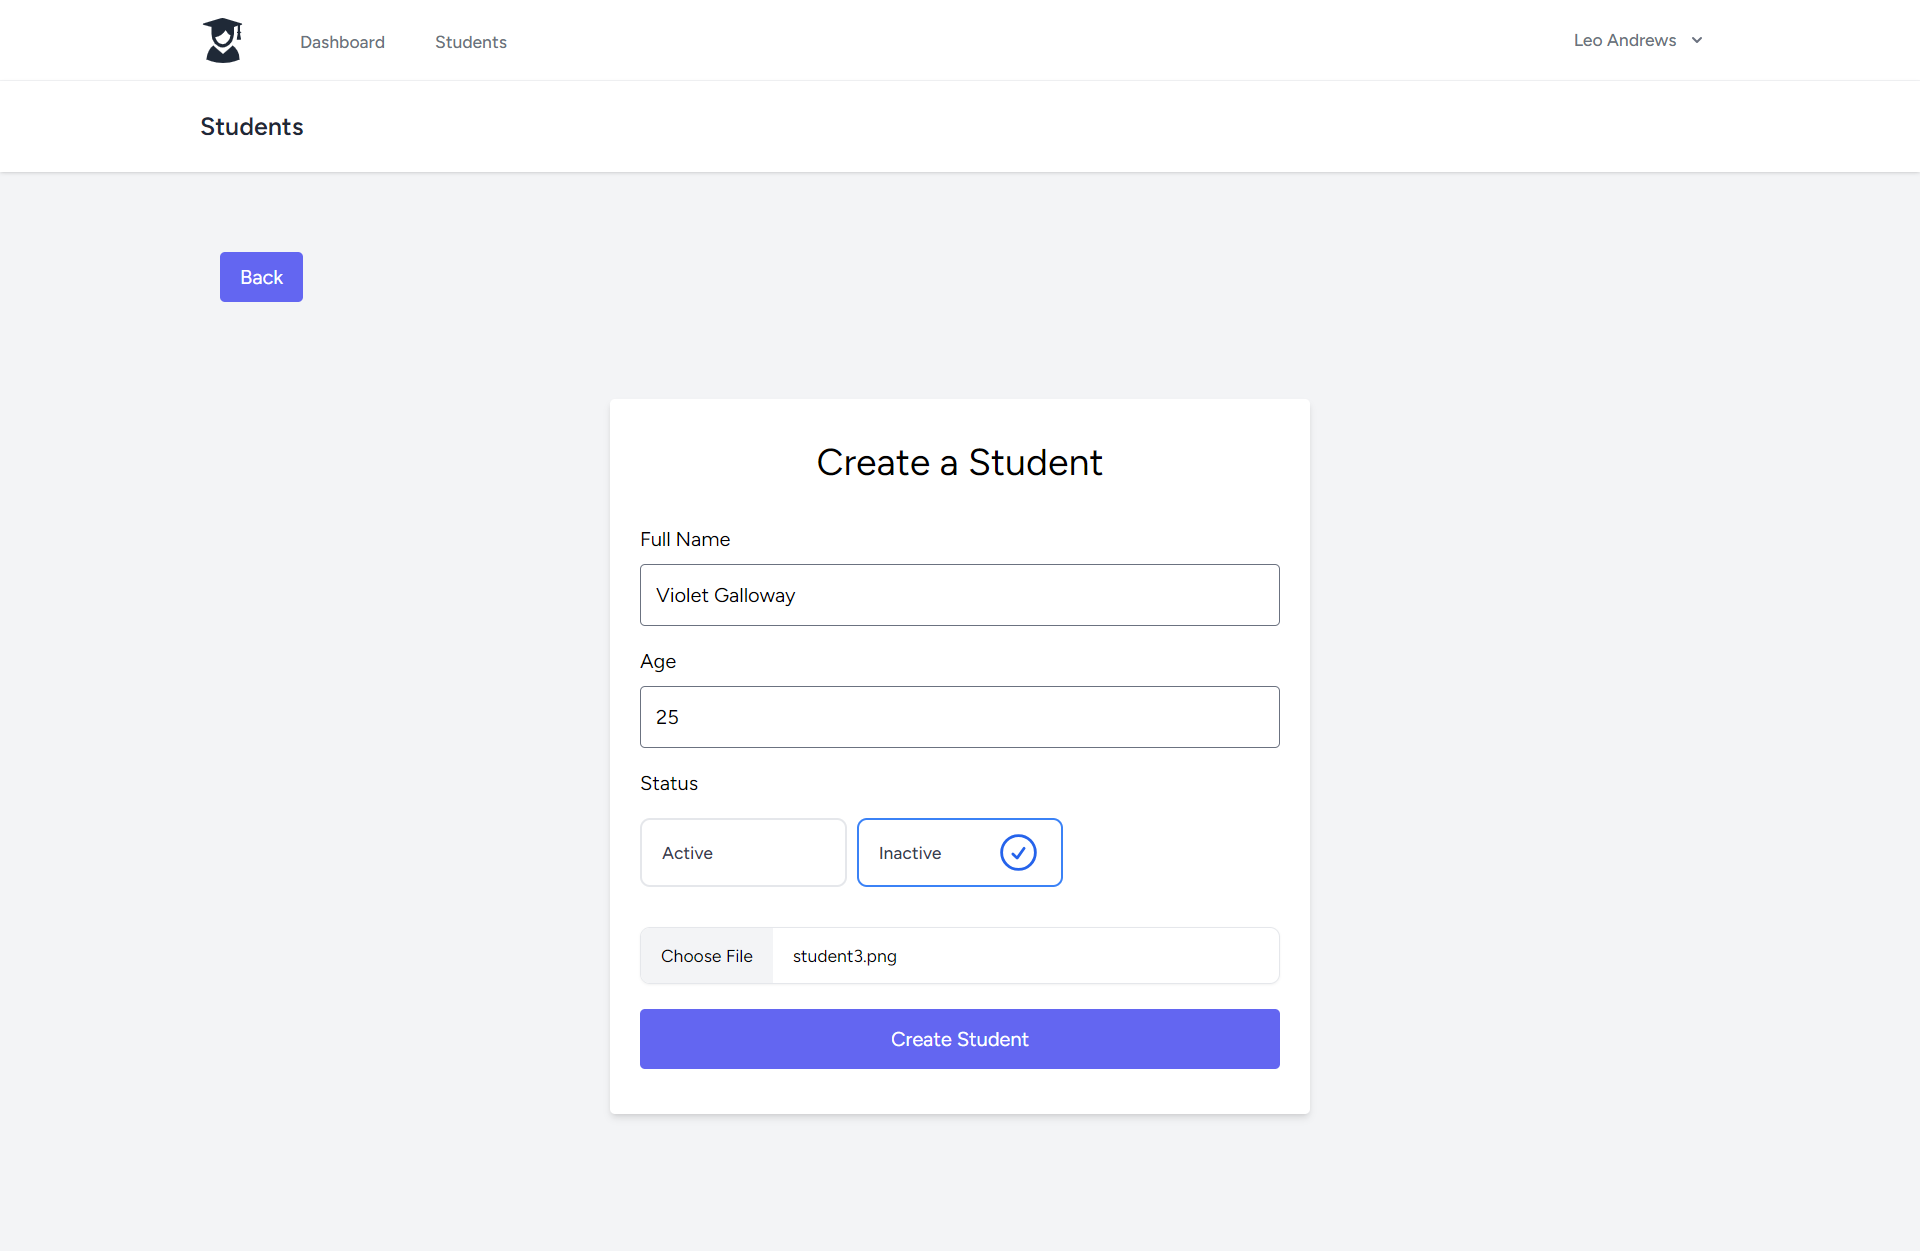 Dashboard Students Leo Andrews
Students
Back
Create a Student
Full Name
Violet Galloway
Age
25
Status
Active Inactive
Choose File student3.png
Create Student